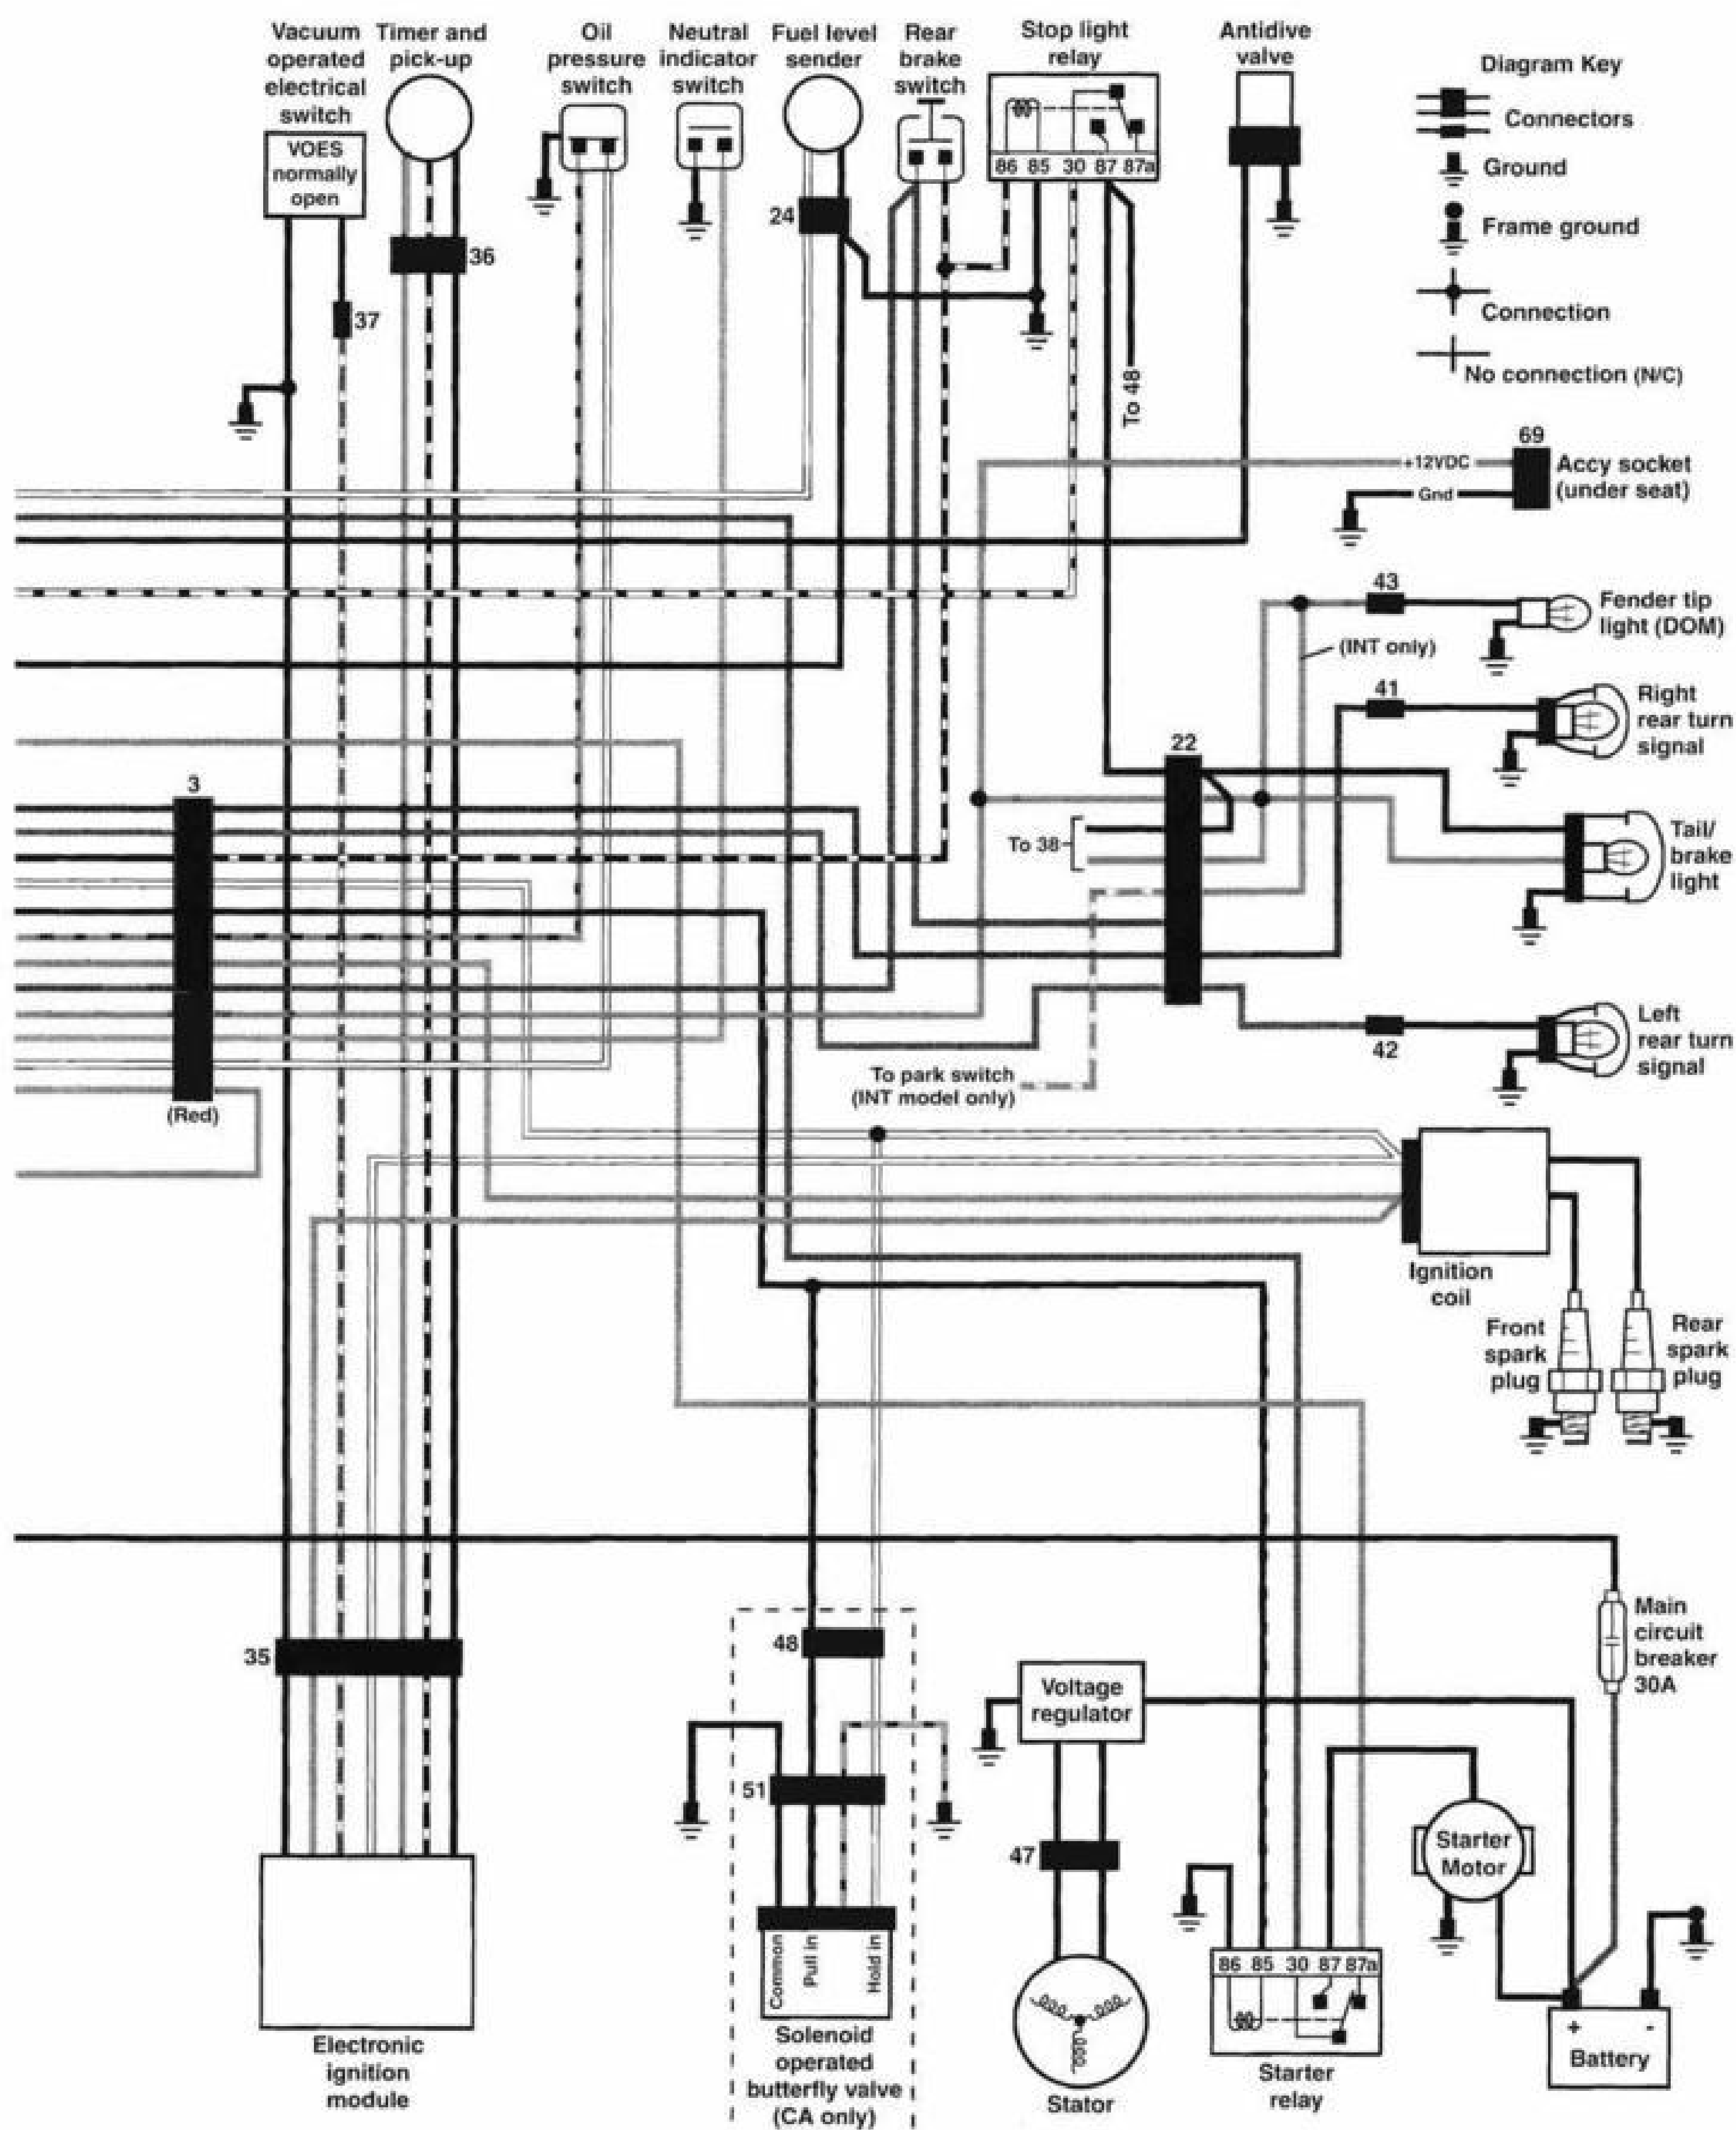 Vacuum
operated
electrical
switch
Timer and
pick-up
Oil
pressure
switch
Neutral
indicator
switch
Fuel level
sender
Rear
brake
switch
Stop light
relay
Antidive
valve
Diagram Key
Connectors
Ground
Frame ground
Connection
No connection (N/C)
VOES
normally
open
86 85 30 87 87a
24
36
37
To 48
69
+12VDC
Gnd
Accy socket
(under seat)
43
Fender tip
light (DOM)
(INT only)
41
Right
rear turn
signal
22
3
To 38
Tail/
brake
light
Left
rear turn
signal
42
To park switch
(INT model only)
(Red)
Ignition
coil
Front
spark
plug
Rear
spark
plug
Main
circuit
breaker
30A
35
48
Voltage
regulator
51
47
Starter
Motor
Common
Pull in
Hold in
86 85 30 87 87a
+ -
Battery
Electronic
ignition
module
Solenoid
operated
butterfly valve
(CA only)
Stator
Starter
relay